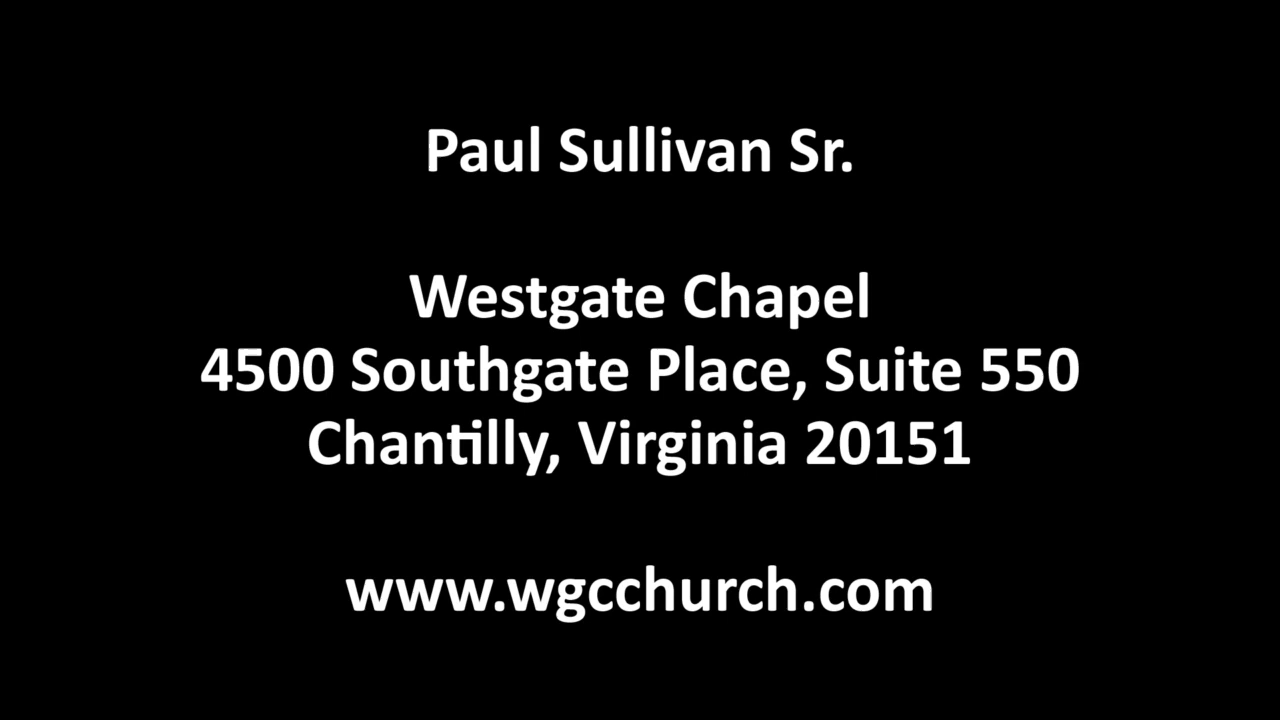 Paul Sullivan Sr.
Westgate Chapel
4500 Southgate Place, Suite 550
Chantilly, Virginia 20151
www.wgcchurch.com